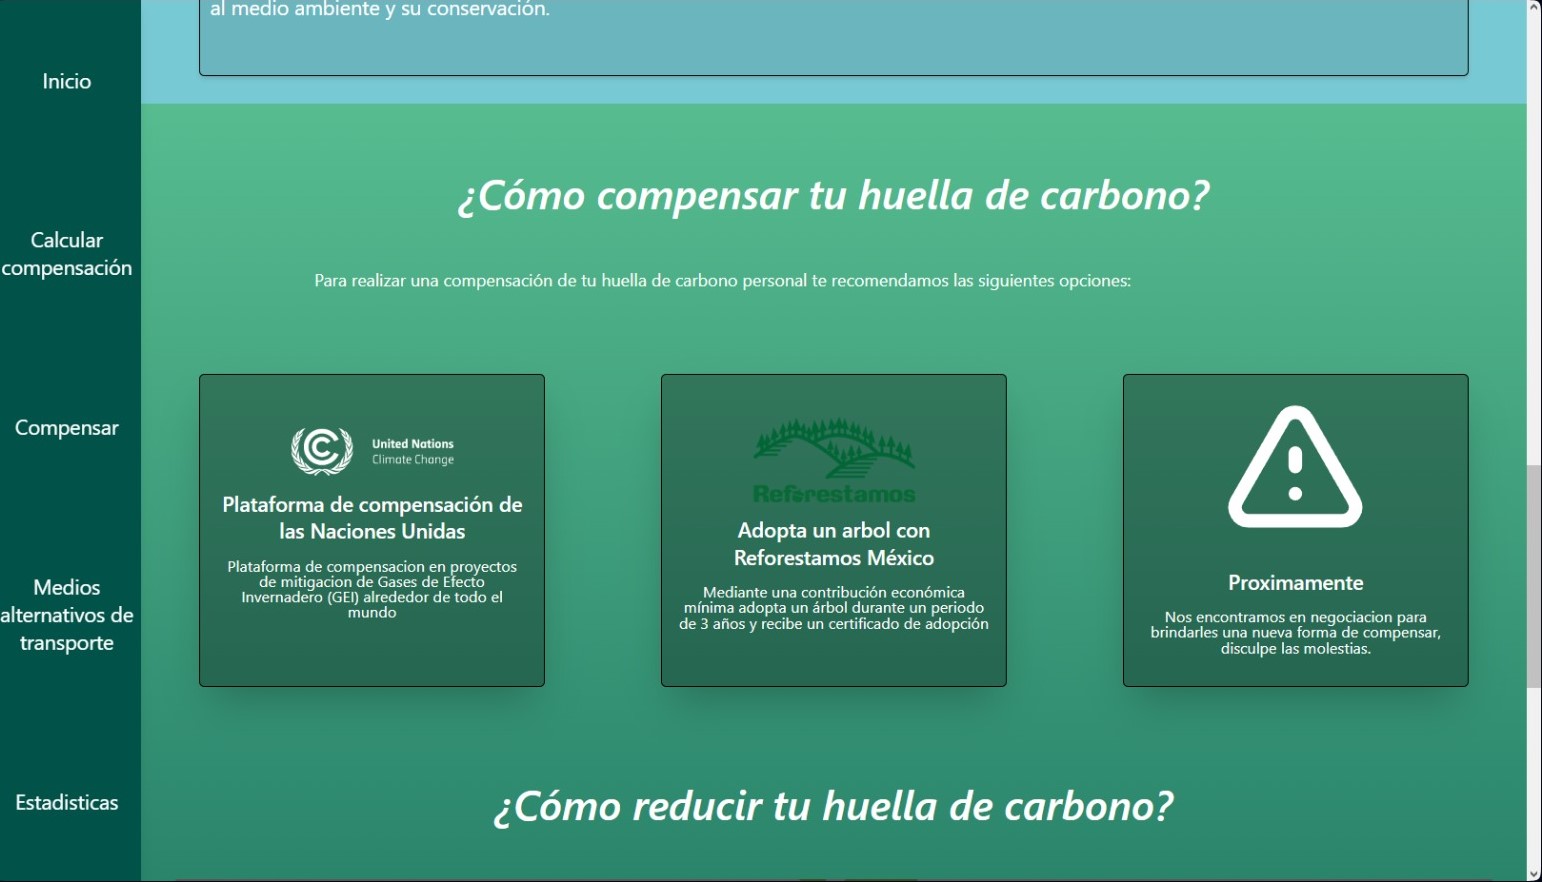 al medio ambiente y su conservación.
Inicio
Calcular
compensación
Compensar
Medios
alternativos de
transporte
Estadisticas
¿Cómo compensar tu huella de carbono?
Para realizar una compensación de tu huella de carbono personal te recomendamos las siguientes opciones:
United Nations
Climate Change
Plataforma de compensación de
las Naciones Unidas
Plataforma de compensacion en proyectos
de mitigacion de Gases de Efecto
Invernadero (GEI) alrededor de todo el
mundo
Reforestamos
Adopta un arbol con
Reforestamos México
Mediante una contribución económica
mínima adopta un árbol durante un periodo
de 3 años y recibe un certificado de adopción
Proximamente
Nos encontramos en negociacion para
brindarles una nueva forma de compensar,
disculpe las molestias.
¿Cómo reducir tu huella de carbono?